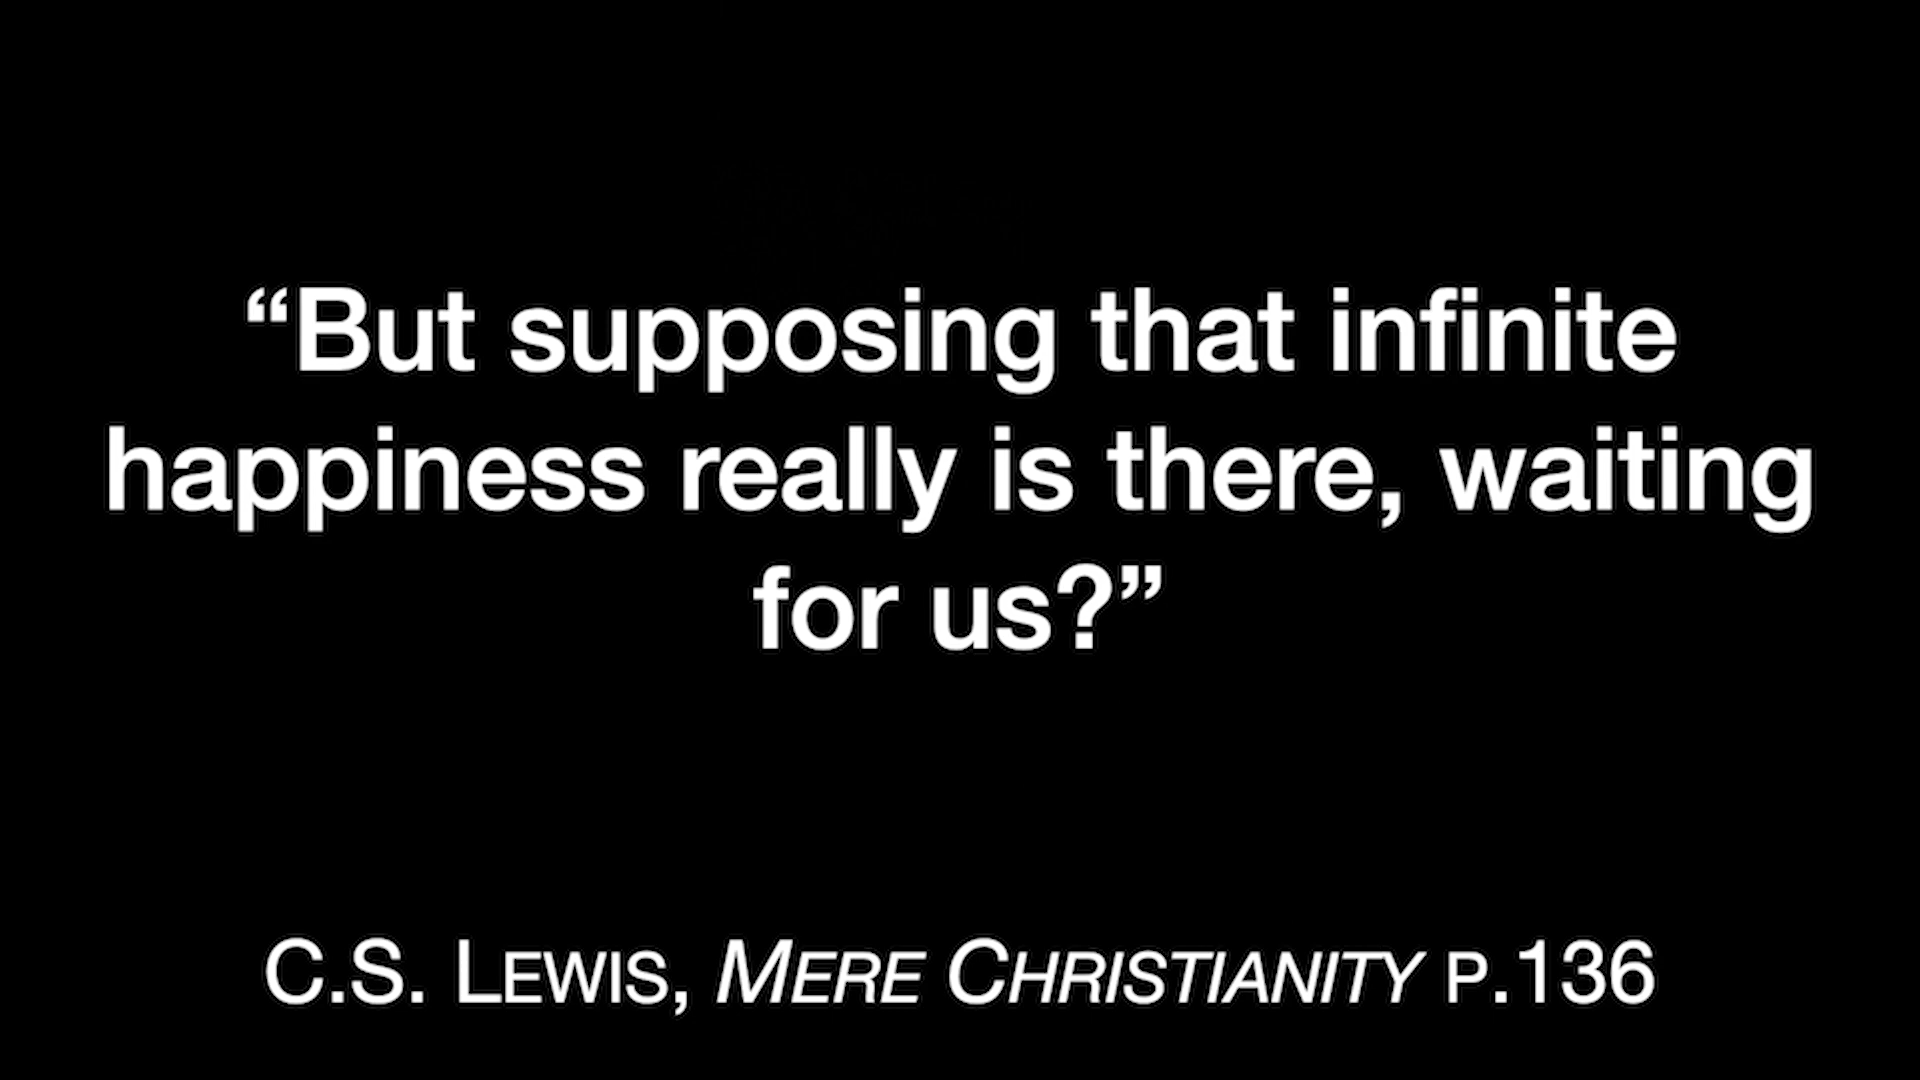 “But supposing that infinite
happiness really is there, waiting
for us?”
C.S. LEWIS, MERE CHRISTIANITY P.136